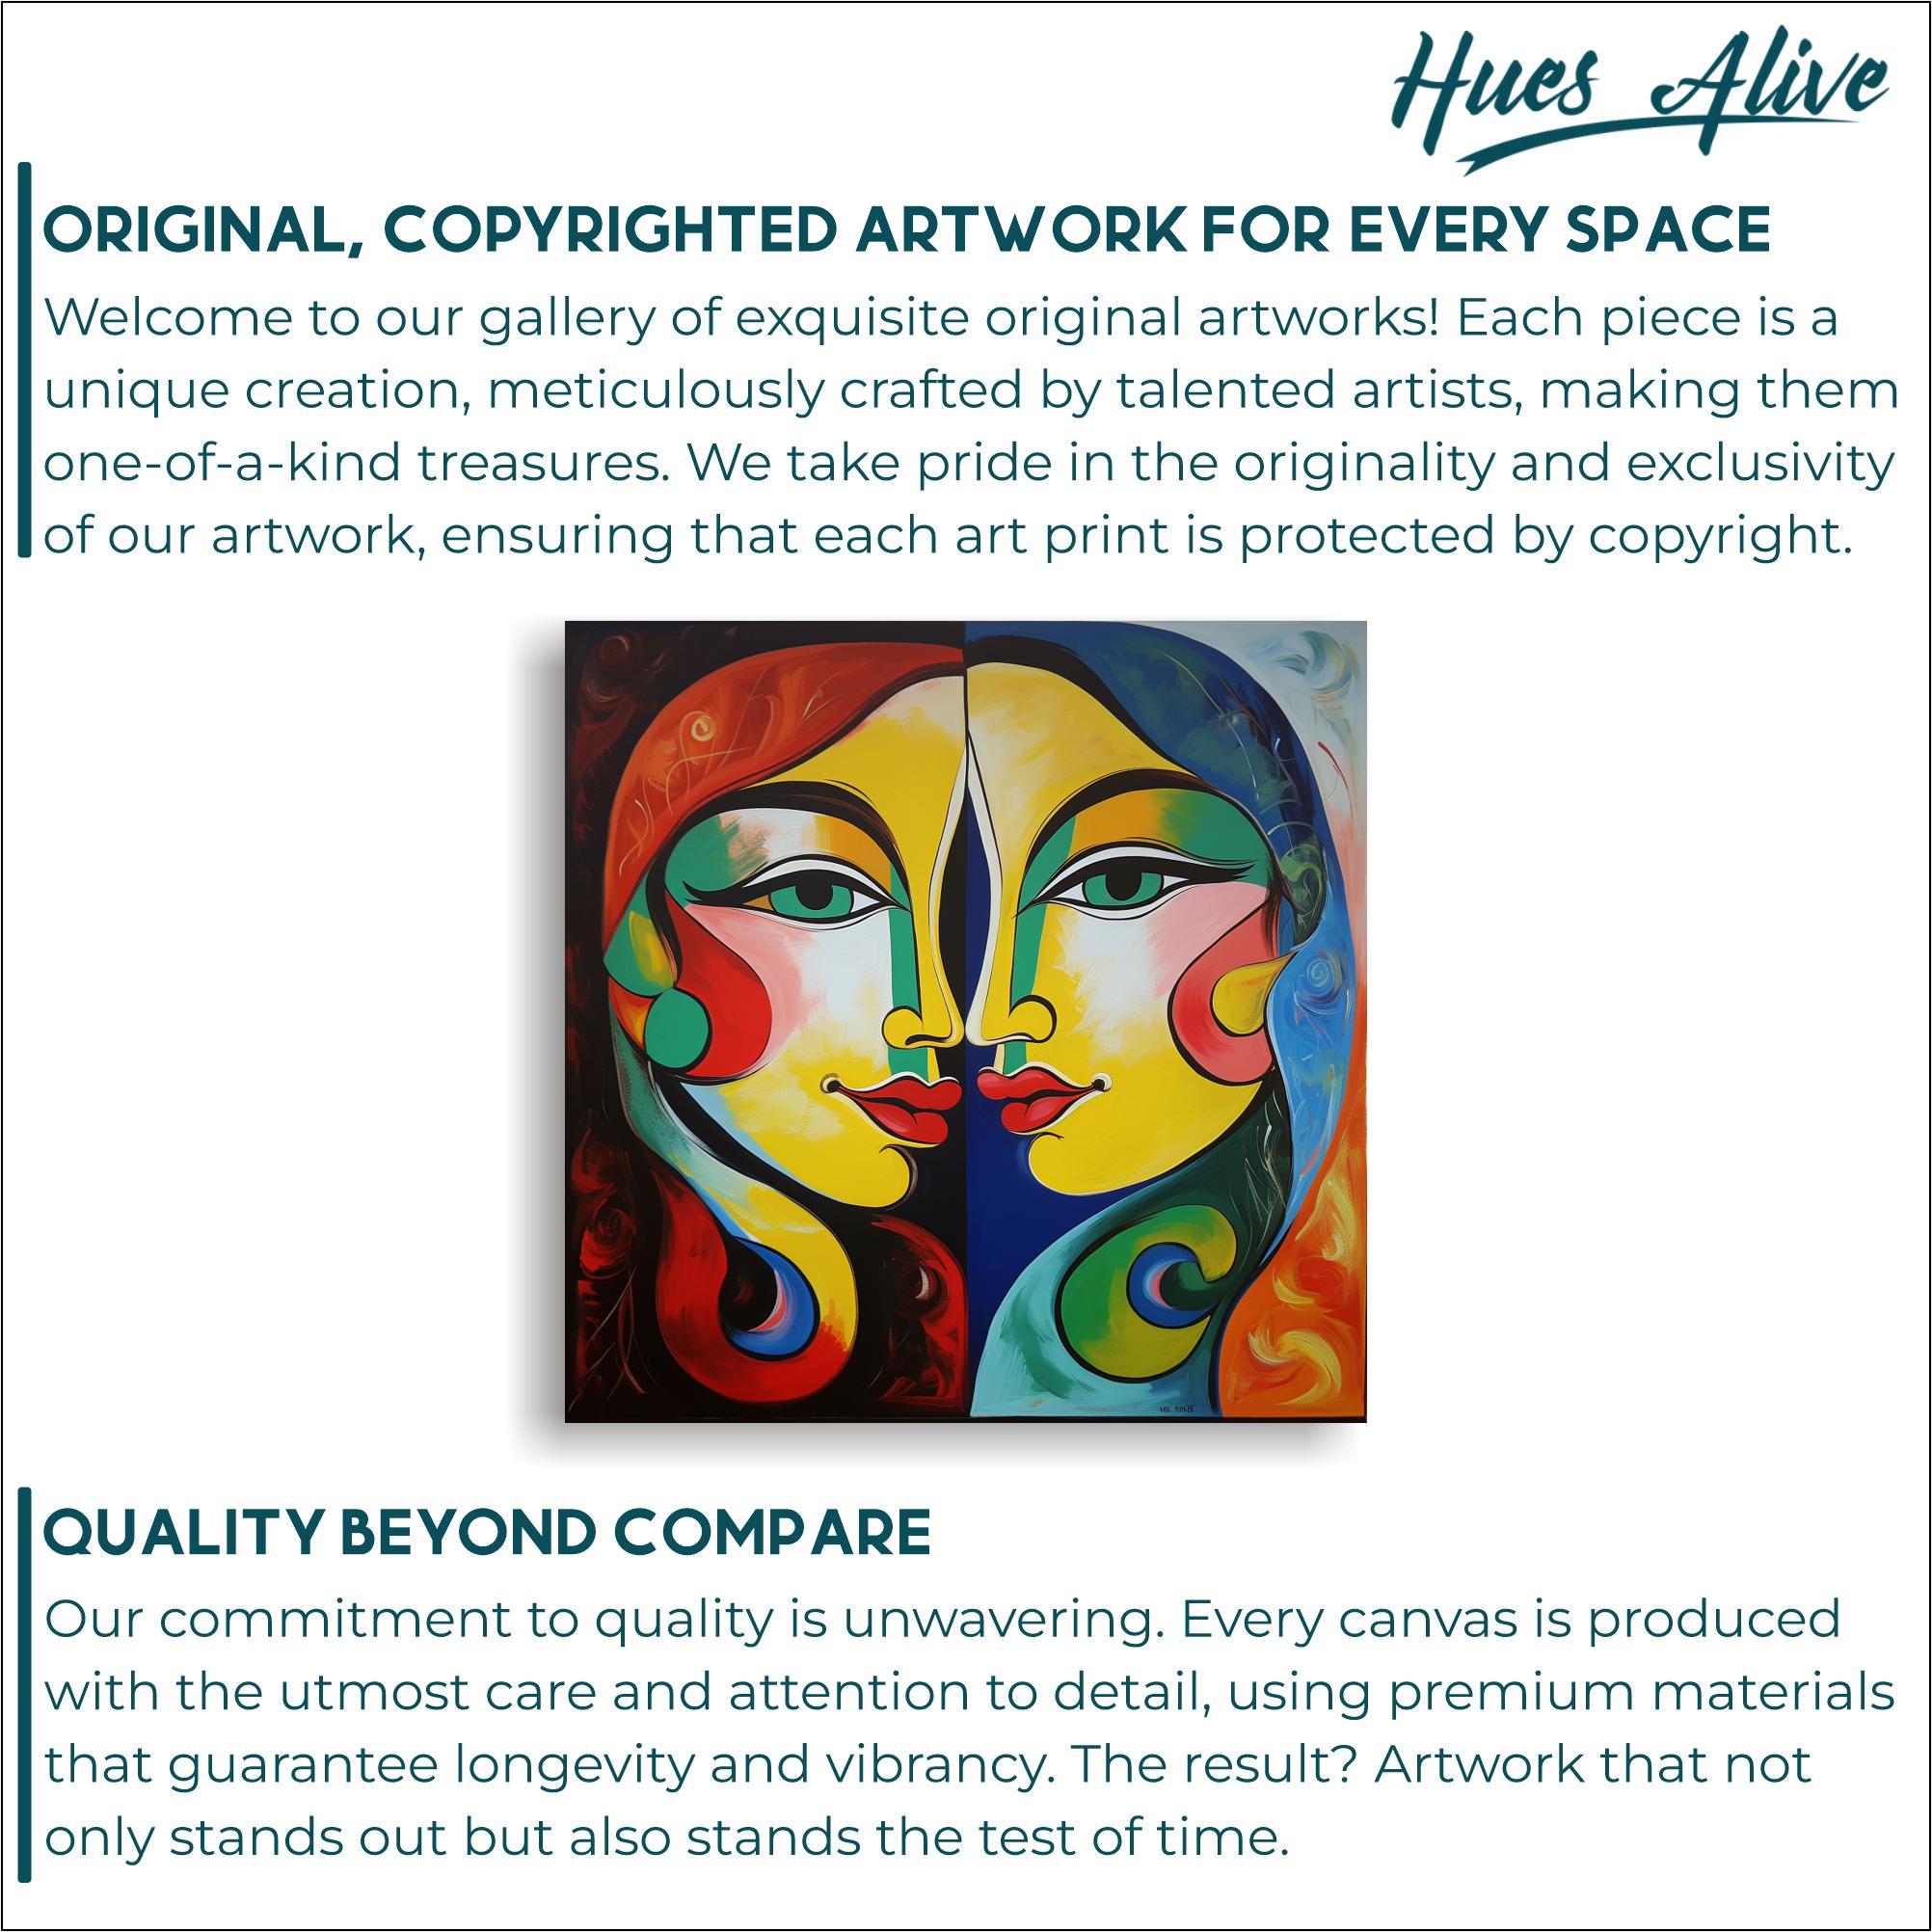 Hues Alive
ORIGINAL, COPYRIGHTED ARTWORK FOR EVERY SPACE
Welcome to our gallery of exquisite original artworks! Each piece is a
unique creation, meticulously crafted by talented artists, making them
one-of-a-kind treasures. We take pride in the originality and exclusivity
of our artwork, ensuring that each art print is protected by copyright.
QUALITY BEYOND COMPARE
Our commitment to quality is unwavering. Every canvas is produced
with the utmost care and attention to detail, using premium materials
that guarantee longevity and vibrancy. The result? Artwork that not
only stands out but also stands the test of time.